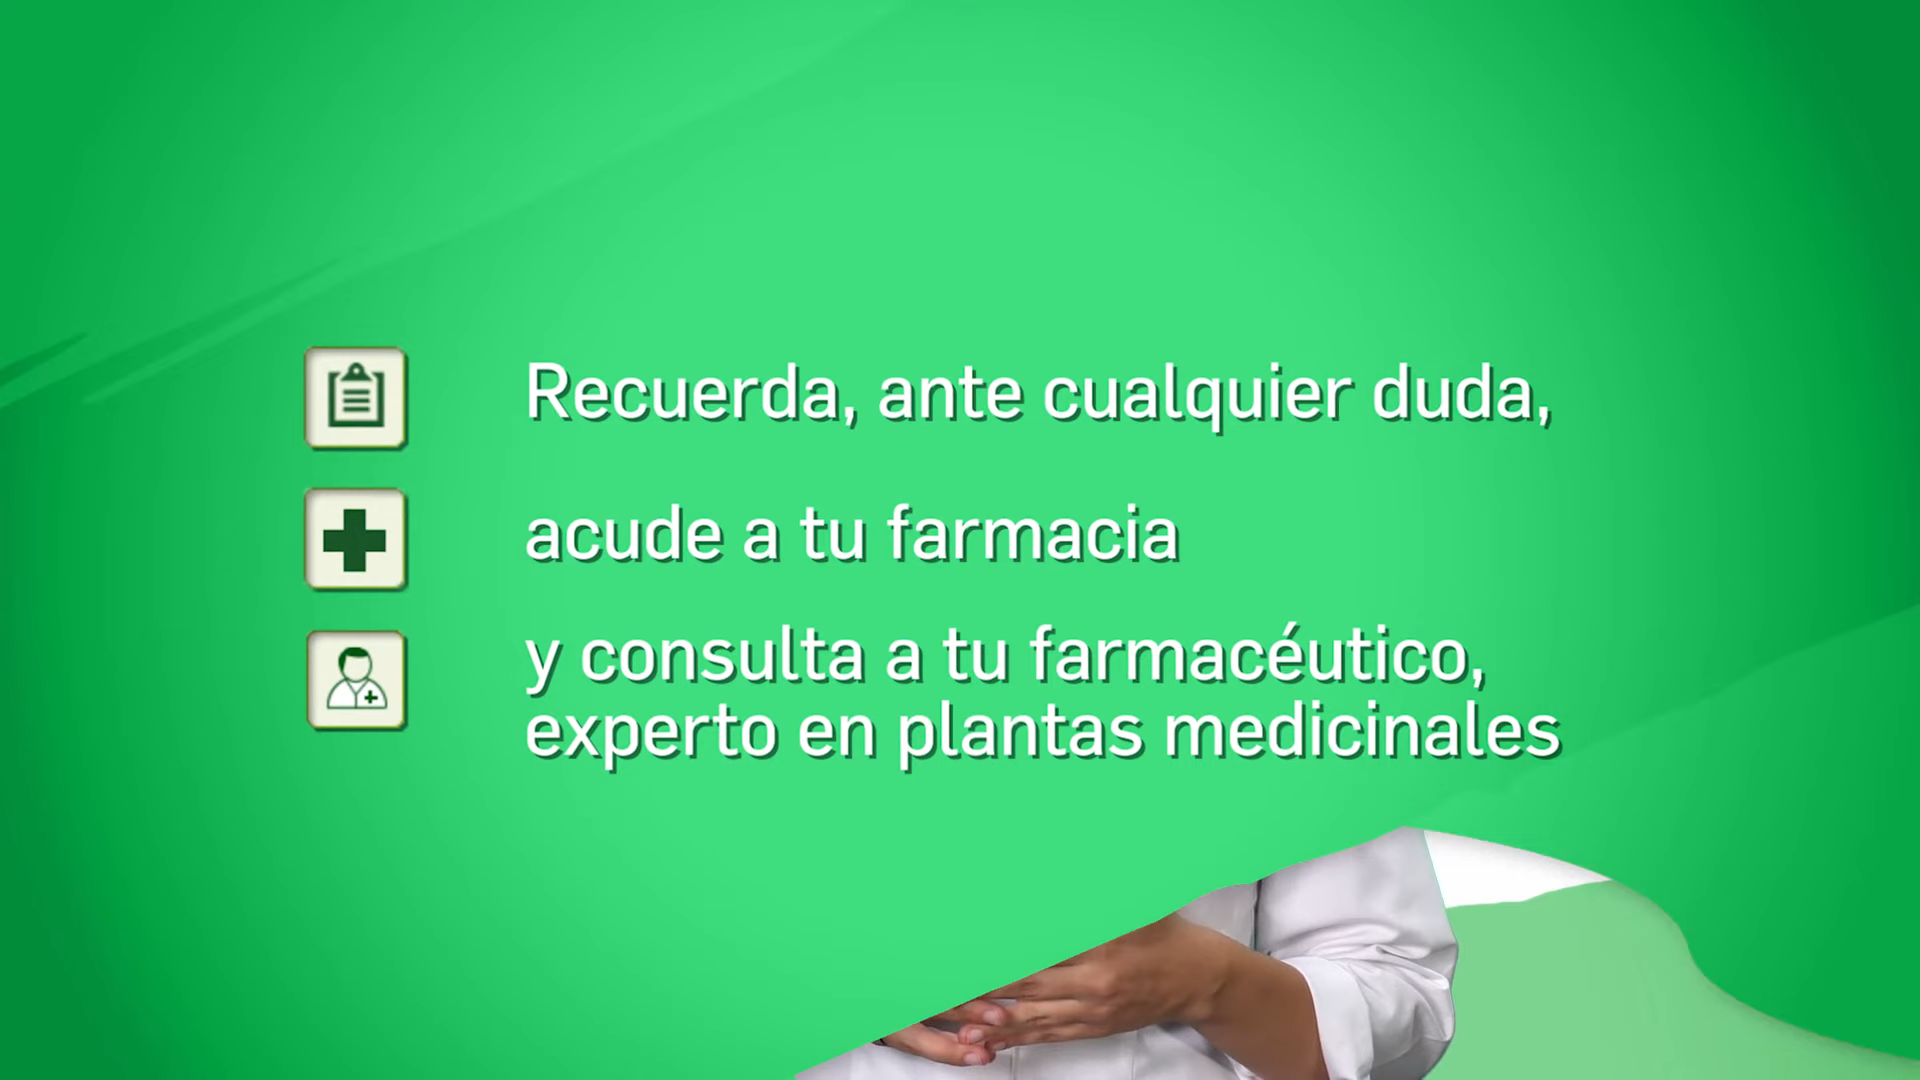 Recuerda, ante cualquier duda,
acude a tu farmacia
y consulta a tu farmacéutico,
experto en plantas medicinales